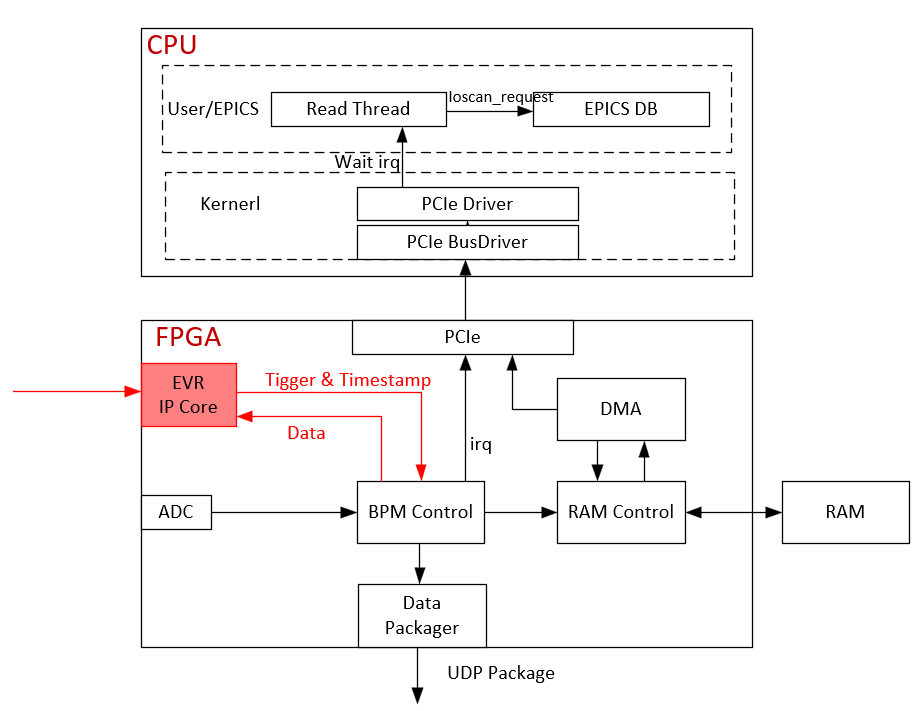 CPU
User/EPICS
Read Thread
Ioscan_request
EPICS DB
Wait irq
Kernerl
PCIe Driver
PCIe BusDriver
FPGA
PCIe
EVR
IP Core
Tigger & Timestamp
Data
DMA
irq
ADC
BPM Control
RAM Control
RAM
Data
Packager
UDP Package